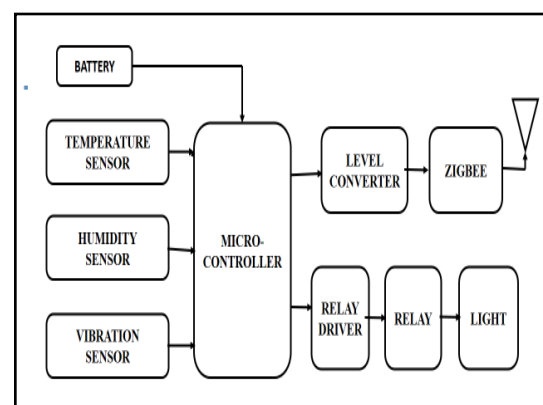 BATTERY
TEMPERATURE
SENSOR
HUMIDITY
SENSOR
VIBRATION
SENSOR
MICRO-
CONTROLLER
LEVEL
CONVERTER
ZIGBEE
RELAY
DRIVER
RELAY
LIGHT